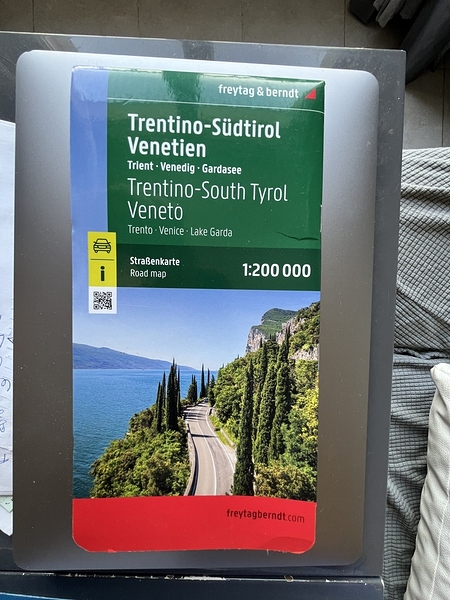 freytag & berndt
Trentino-Südtirol
Venetien
Trient · Venedig · Gardasee
Trentino-South Tyrol
Veneto
Trento · Venice · Lake Garda
i
Straßenkarte
Road map
1:200 000
freytagberndt.com